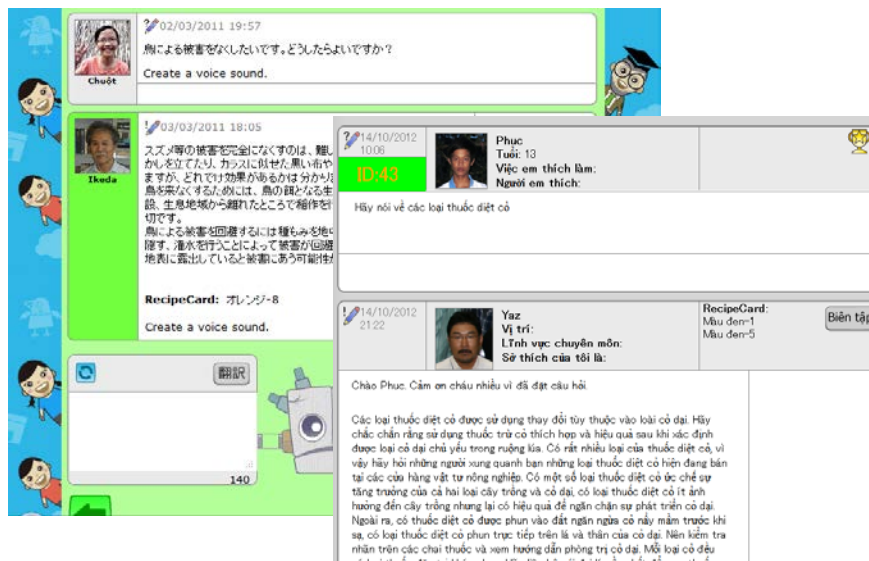 02/03/2011 19:57
鳥による被害をなくしたいです。どうしたらよいですか？
Create a voice sound.
Chuột
03/03/2011 18:05
スズメ等の被害を完全になくすのは、難し
かしを立てたり、カラスに似せた黒い布や
ますが、どれだけ効果があるかは分かりま
鳥を来なくするためには、鳥の餌となる生
設、生息地域から離れたところで稲作を行
切です。
鳥による被害を回避するには種もみを地中
隠す、潅水を行うことによって被害が回避
地表に露出していると被害にあう可能性が
Ikeda
RecipeCard: オレンジ-8
Create a voice sound.
翻訳
140
14/10/2012
10:06
ID:43
Phuc
Tuổi: 13
Việc em thích làm:
Người em thích:
Hãy nói về các loại thuốc diệt cỏ
14/10/2012
21:22
Yaz
Vị trí:
Lĩnh vực chuyên môn:
Sở thích của tôi là:
RecipeCard:
Màu đen-1
Màu đen-5
Biên tập
Chào Phuc. Cảm ơn cháu nhiều vì đã đặt câu hỏi.
Các loại thuốc diệt cỏ được sử dụng thay đổi tùy thuộc vào loài cỏ dại. Hãy
chắc chắn rằng sử dụng thuốc trừ cỏ thích hợp và hiệu quả sau khi xác định
được loại cỏ dại chủ yếu trong ruộng lúa. Có rất nhiều loại của thuốc diệt cỏ, vì
vậy hãy hỏi những người xung quanh bạn những loại thuốc diệt cỏ hiện đang bán
tại các cửa hàng vật tư nông nghiệp. Có một số loại thuốc diệt cỏ ức chế sự
tăng trưởng của cả hai loại cây trồng và cỏ dại, có loại thuốc diệt cỏ ít ảnh
hưởng đến cây trồng nhưng lại có hiệu quả để ngăn chặn sự phát triển cỏ dại.
Ngoài ra, có thuốc diệt cỏ được phun vào đất ngăn ngừa cỏ nảy mầm trước khi
sạ, có loại thuốc diệt cỏ phun trực tiếp trên lá và thân của cỏ dại. Nên kiểm tra
nhãn trên các chai thuốc và xem hướng dẫn phòng trị cỏ dại. Mỗi loại cỏ đều